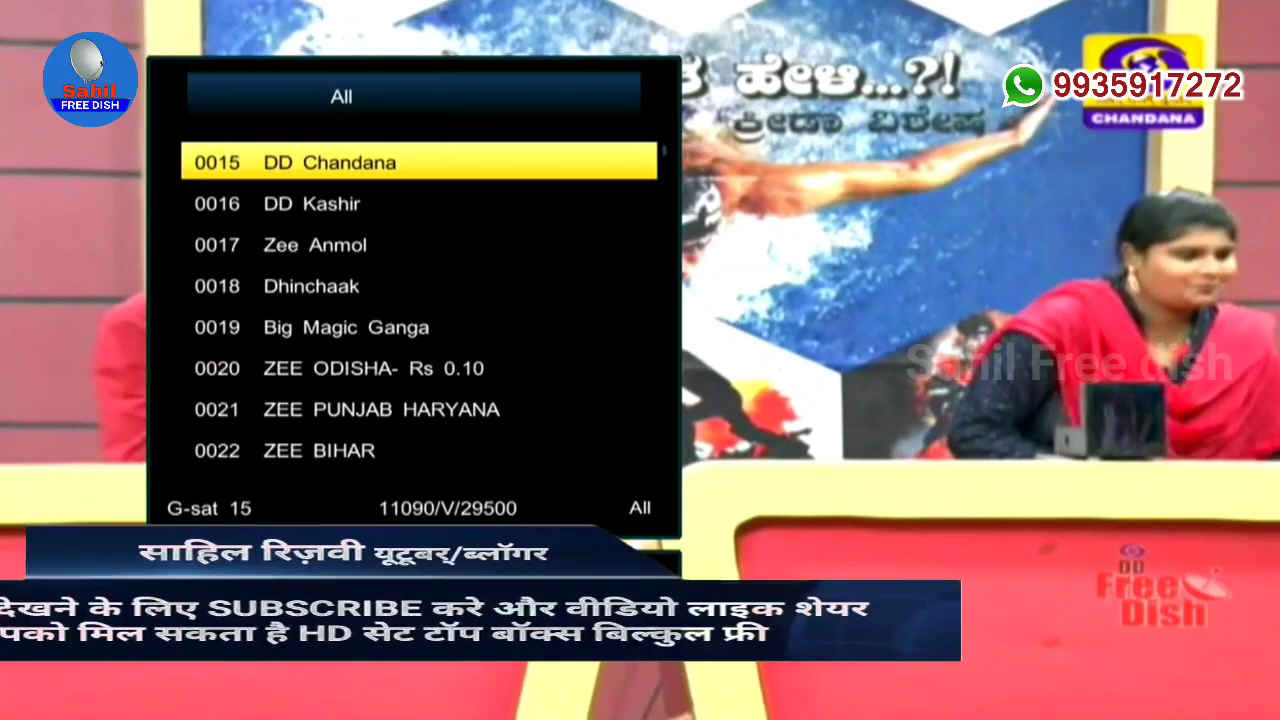 Sahil
FREE DISH
All
0015 DD Chandana
0016 DD Kashir
0017 Zee Anmol
0018 Dhinchaak
0019 Big Magic Ganga
0020 ZEE ODISHA- Rs 0.10
0021 ZEE PUNJAB HARYANA
0022 ZEE BIHAR
G-sat 15 11090/V/29500 All
ಹೇಳಿ...?!
ಕ್ರೀಡಾ ವಿಶೇಷ
9935917272
CHANDANA
Sahil Free dish
साहिल रिज़वी यूटूबर्/ब्लॉगर
देखने के लिए SUBSCRIBE करे और वीडियो लाइक शेयर
पको मिल सकता है HD सेट टॉप बॉक्स बिल्कुल फ्री
DD
Free
Dish